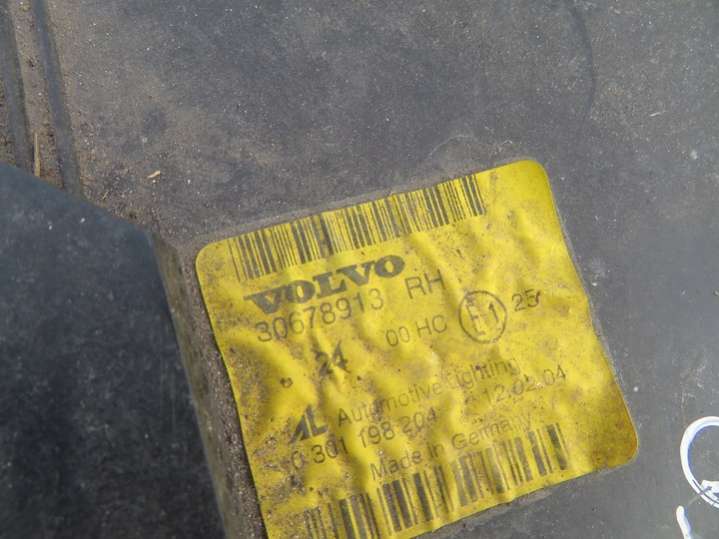 VOLVO
30678913 RH
24 00 HC E1 25
AL Automotive Lighting
0 301 198 204 12.02.04
Made in Germany